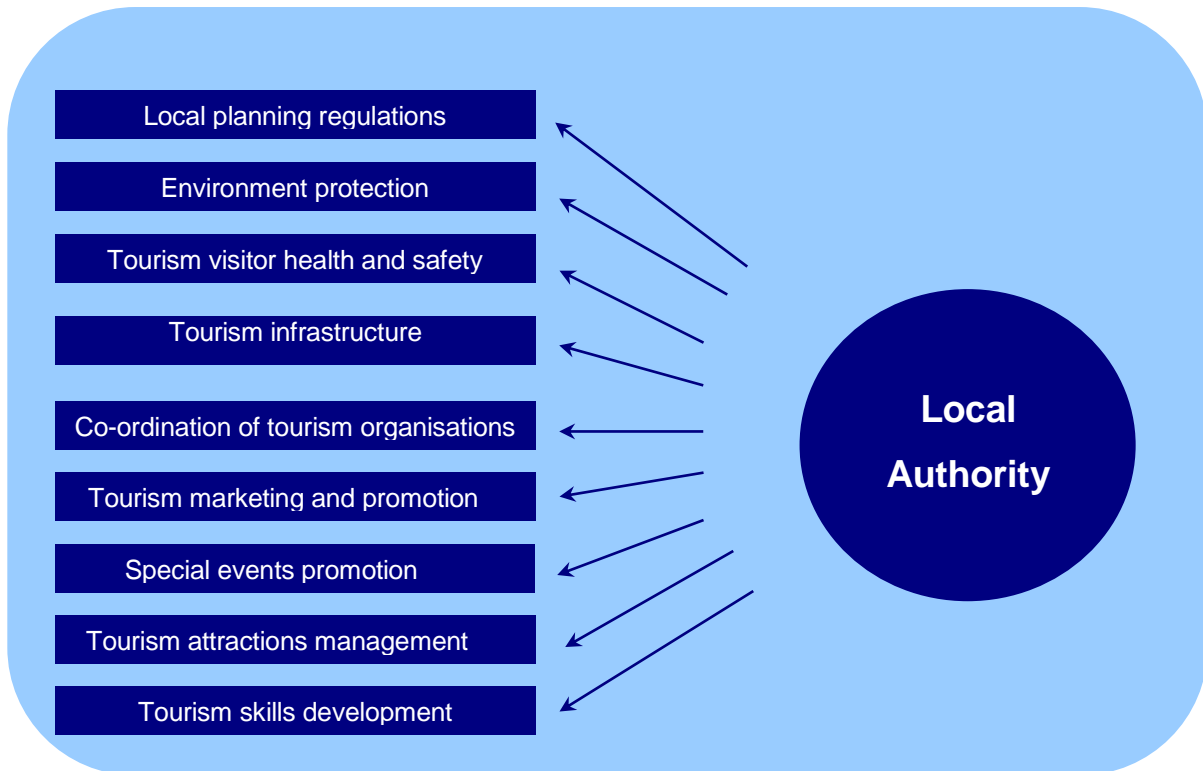 Local planning regulations
Environment protection
Tourism visitor health and safety
Tourism infrastructure
Co-ordination of tourism organisations
Tourism marketing and promotion
Special events promotion
Tourism attractions management
Tourism skills development
Local
Authority